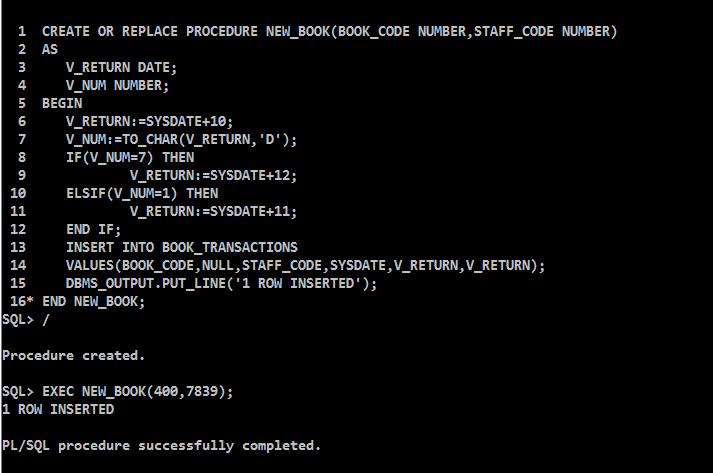 1 CREATE OR REPLACE PROCEDURE NEW_BOOK(BOOK_CODE NUMBER,STAFF_CODE NUMBER)
2 AS
3 V_RETURN DATE;
4 V_NUM NUMBER;
5 BEGIN
6 V_RETURN:=SYSDATE+10;
7 V_NUM:=TO_CHAR(V_RETURN,'D');
8 IF(V_NUM=7) THEN
9 V_RETURN:=SYSDATE+12;
10 ELSIF(V_NUM=1) THEN
11 V_RETURN:=SYSDATE+11;
12 END IF;
13 INSERT INTO BOOK_TRANSACTIONS
14 VALUES(BOOK_CODE,NULL,STAFF_CODE,SYSDATE,V_RETURN,V_RETURN);
15 DBMS_OUTPUT.PUT_LINE('1 ROW INSERTED');
16* END NEW_BOOK;
SQL> /
Procedure created.
SQL> EXEC NEW_BOOK(400,7839);
1 ROW INSERTED
PL/SQL procedure successfully completed.